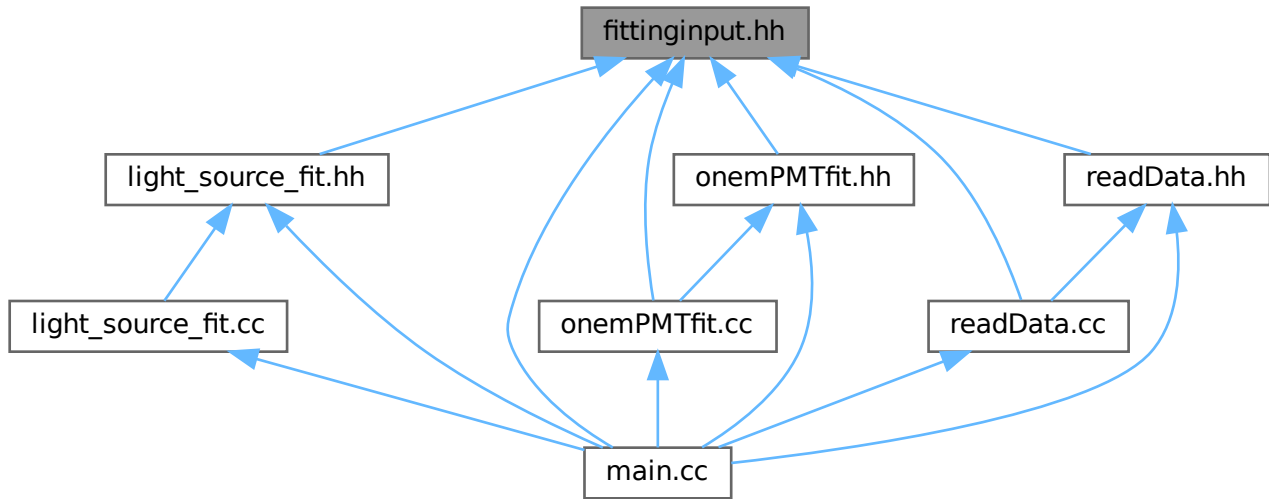 fittinginput.hh
light_source_fit.hh
onemPMTfit.hh
readData.hh
light_source_fit.cc
onemPMTfit.cc
readData.cc
main.cc